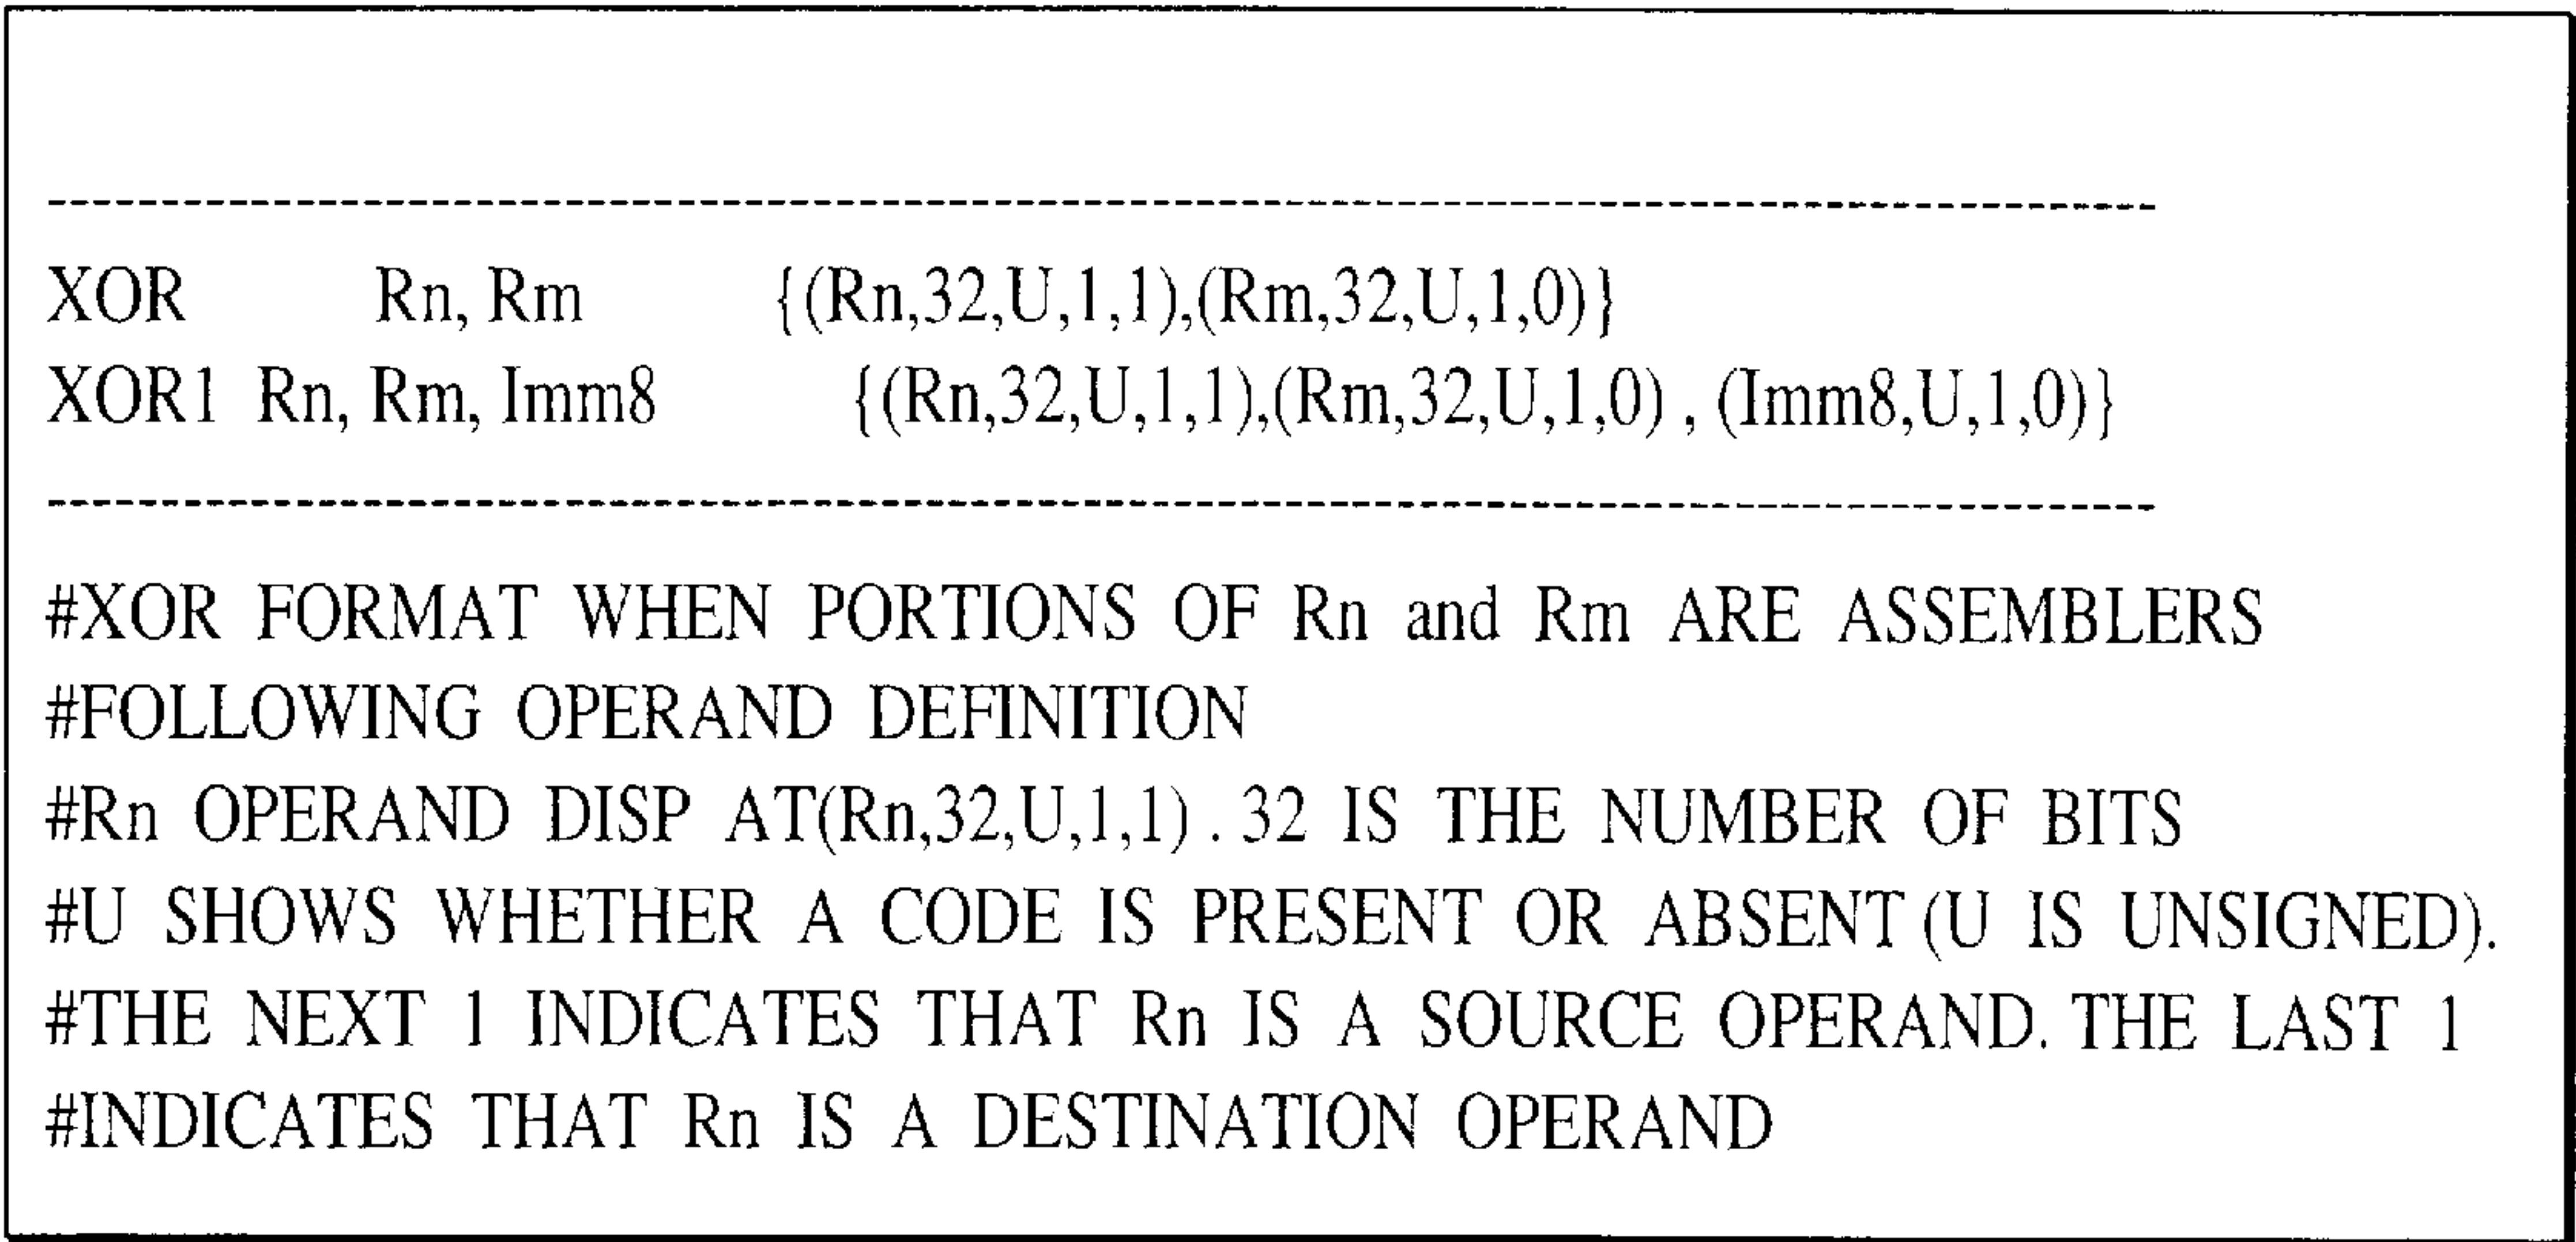 XOR Rn, Rm {(Rn,32,U,1,1),(Rm,32,U,1,0)}
XOR1 Rn, Rm, Imm8 {(Rn,32,U,1,1),(Rm,32,U,1,0) , (Imm8,U,1,0)}
#XOR FORMAT WHEN PORTIONS OF Rn and Rm ARE ASSEMBLERS
#FOLLOWING OPERAND DEFINITION
#Rn OPERAND DISP AT(Rn,32,U,1,1) . 32 IS THE NUMBER OF BITS
#U SHOWS WHETHER A CODE IS PRESENT OR ABSENT (U IS UNSIGNED).
#THE NEXT 1 INDICATES THAT Rn IS A SOURCE OPERAND. THE LAST 1
#INDICATES THAT Rn IS A DESTINATION OPERAND